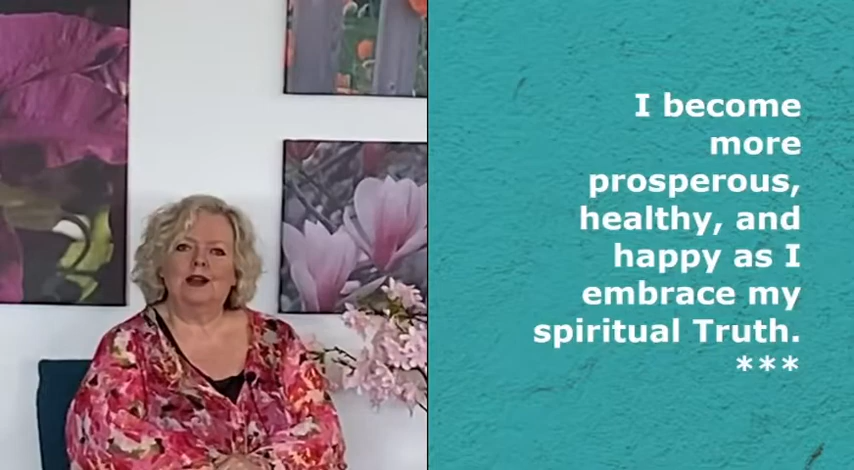 I become
more
prosperous,
healthy, and
happy as I
embrace my
spiritual Truth.
***